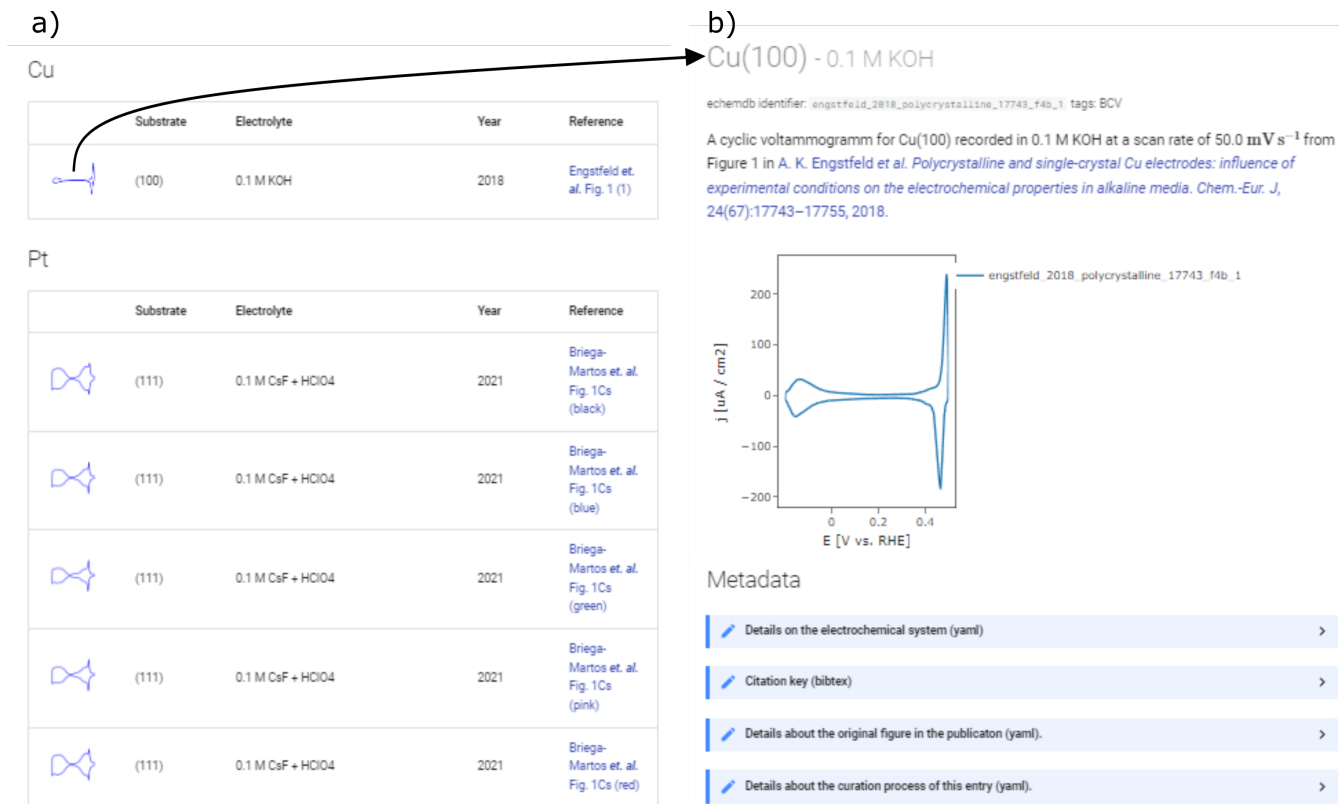 a)
Cu
Substrate Electrolyte Year Reference
(100) 0.1 M KOH 2018 Engstfeld et.
al. Fig. 1 (1)
Pt
Substrate Electrolyte Year Reference
Briega-
Martos et. al.
(111) 0.1 M CsF + HClO4 2021 Fig. 1Cs
(black)
Briega-
Martos et. al.
(111) 0.1 M CsF + HClO4 2021 Fig. 1Cs
(blue)
Briega-
Martos et. al.
(111) 0.1 M CsF + HClO4 2021 Fig. 1Cs
(green)
Briega-
Martos et. al.
(111) 0.1 M CsF + HClO4 2021 Fig. 1Cs
(pink)
Briega-
Martos et. al.
(111) 0.1 M CsF + HClO4 2021 Fig. 1Cs (red)
b)
Cu(100) - 0.1 M KOH
echemdb identifier: engstfeld_2018_polycrystalline_17743_f4b_1 tags: BCV
A cyclic voltammogramm for Cu(100) recorded in 0.1 M KOH at a scan rate of 50.0 mV s⁻¹ from
Figure 1 in A. K. Engstfeld et al. Polycrystalline and single-crystal Cu electrodes: influence of
experimental conditions on the electrochemical properties in alkaline media. Chem.-Eur. J,
24(67):17743–17755, 2018.
engstfeld_2018_polycrystalline_17743_f4b_1
200
100
0
−100
−200
j [uA / cm2]
0 0.2 0.4
E [V vs. RHE]
Metadata
Details on the electrochemical system (yaml)
Citation key (bibtex)
Details about the original figure in the publicaton (yaml).
Details about the curation process of this entry (yaml).